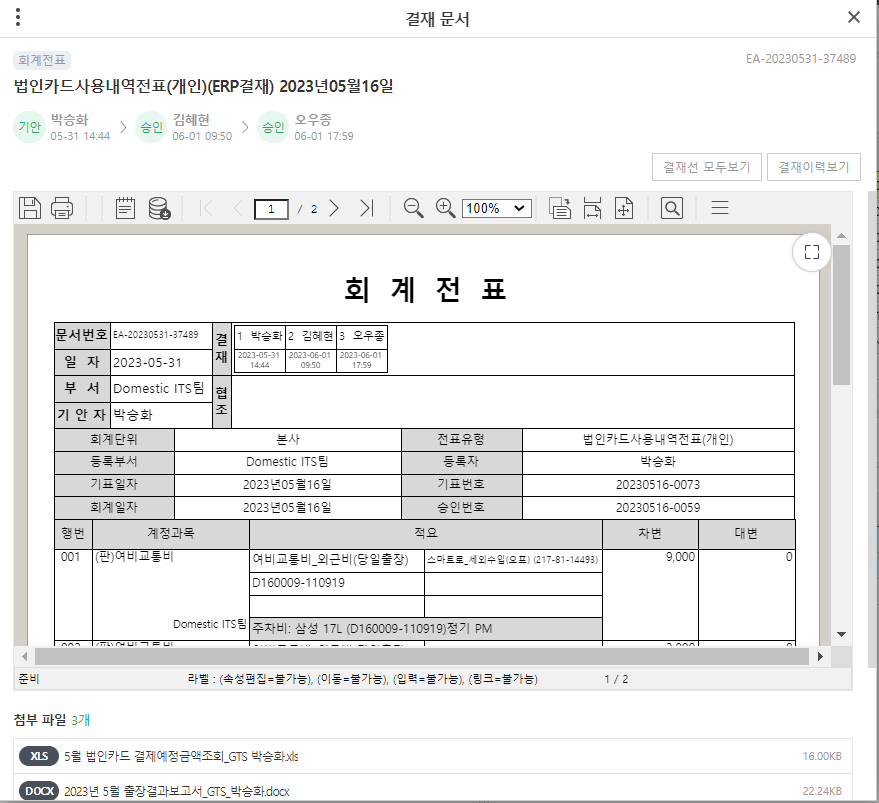 결재 문서
회계전표
EA-20230531-37489
법인카드사용내역전표(개인)(ERP결재) 2023년05월16일
기안 박승화 05-31 14:44
승인 김혜현 06-01 09:50
승인 오우종 06-01 17:59
결재선 모두보기 결재이력보기
1 / 2 100%
회 계 전 표
문서번호 EA-20230531-37489 결재 1 박승화 2 김혜현 3 오우종
일 자 2023-05-31 2023-05-31 14:44 2023-06-01 09:50 2023-06-01 17:59
부 서 Domestic ITS팀 협조
기 안 자 박승화
회계단위 본사 전표유형 법인카드사용내역전표(개인)
등록부서 Domestic ITS팀 등록자 박승화
기표일자 2023년05월16일 기표번호 20230516-0073
회계일자 2023년05월16일 승인번호 20230516-0059
행번 계정과목 적요 차변 대변
001 (판)여비교통비 여비교통비_외근비(당일출장) 스마트로_세외수입(오프) (217-81-14493) 9,000 0
D160009-110919
Domestic ITS팀 주차비: 삼성 17L (D160009-110919)정기 PM
준비 라벨 : (속성편집=불가능), (이동=불가능), (입력=불가능), (링크=불가능) 1 / 2
첨부 파일 3개
XLS 5월 법인카드 결제예정금액조회_GTS 박승화.xls 16.00KB
DOCX 2023년 5월 출장결과보고서_GTS_박승화.docx 22.24KB